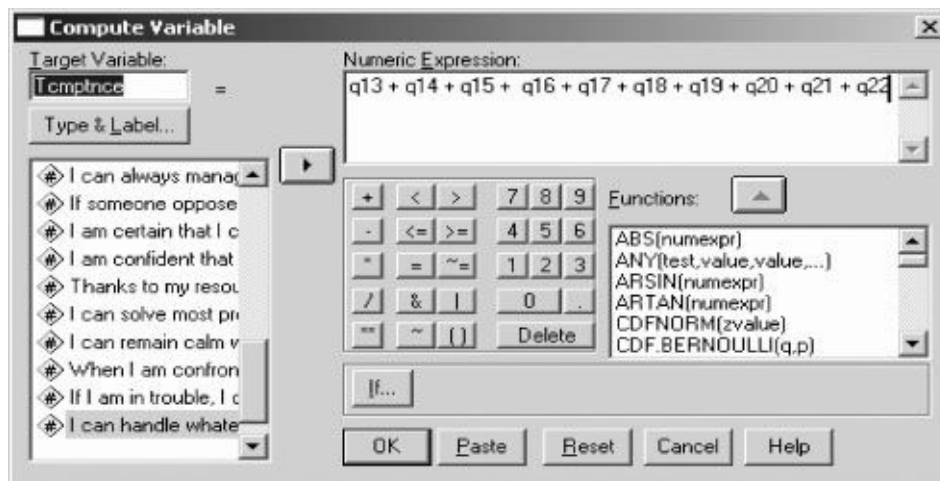 Compute Variable
Target Variable:
Tcmptnce
=
Type & Label...
Numeric Expression:
q13 + q14 + q15 + q16 + q17 + q18 + q19 + q20 + q21 + q22
I can always manag
If someone oppose
I am certain that I c
I am confident that
Thanks to my resou
I can solve most pro
I can remain calm w
When I am confron
If I am in trouble, I c
I can handle whate
+ < > 7 8 9
- <= >= 4 5 6
* = ~= 1 2 3
/ & | 0 .
** ~ () Delete
Functions:
ABS(numexpr)
ANY(test,value,value,...)
ARSIN(numexpr)
ARTAN(numexpr)
CDFNORM(zvalue)
CDF.BERNOULLI(q,p)
If...
OK Paste Reset Cancel Help